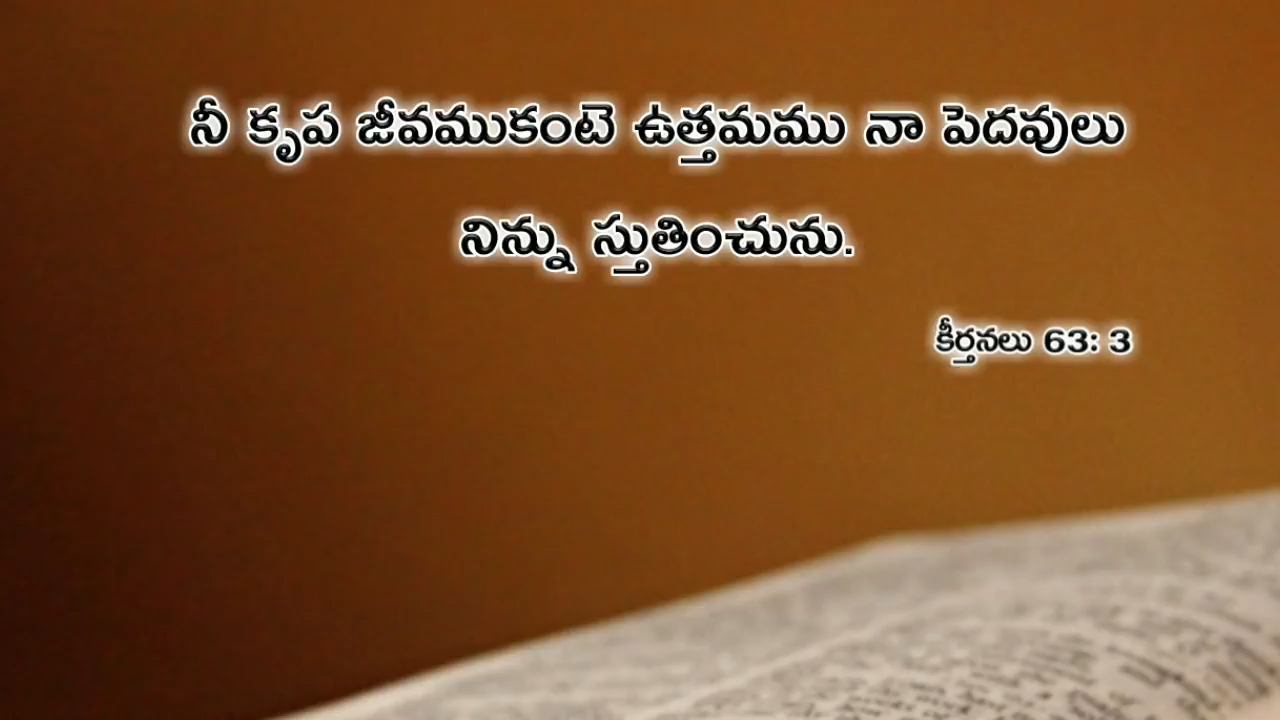 నీ కృప జీవముకంటె ఉత్తమము నా పెదవులు
నిన్ను స్తుతించును.
కీర్తనలు 63: 3